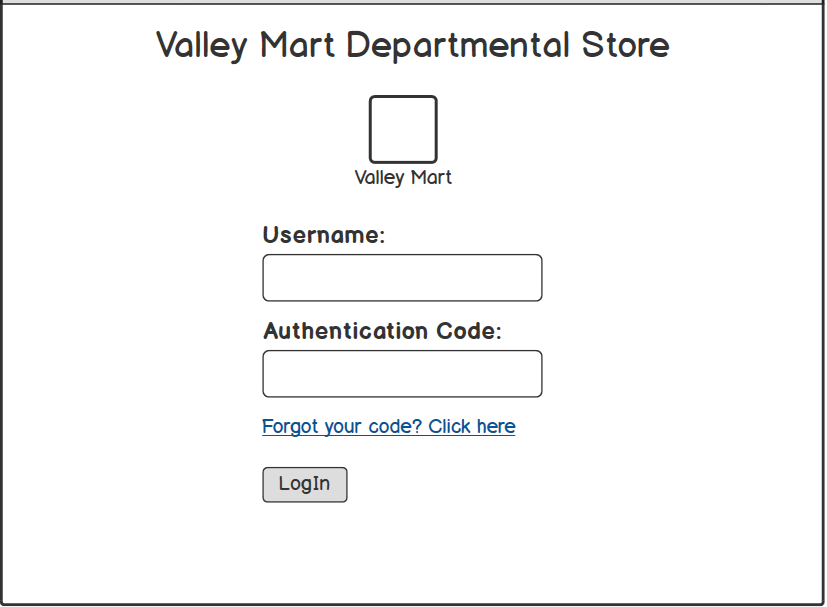 Valley Mart Departmental Store
Valley Mart
Username:
Authentication Code:
Forgot your code? Click here
LogIn